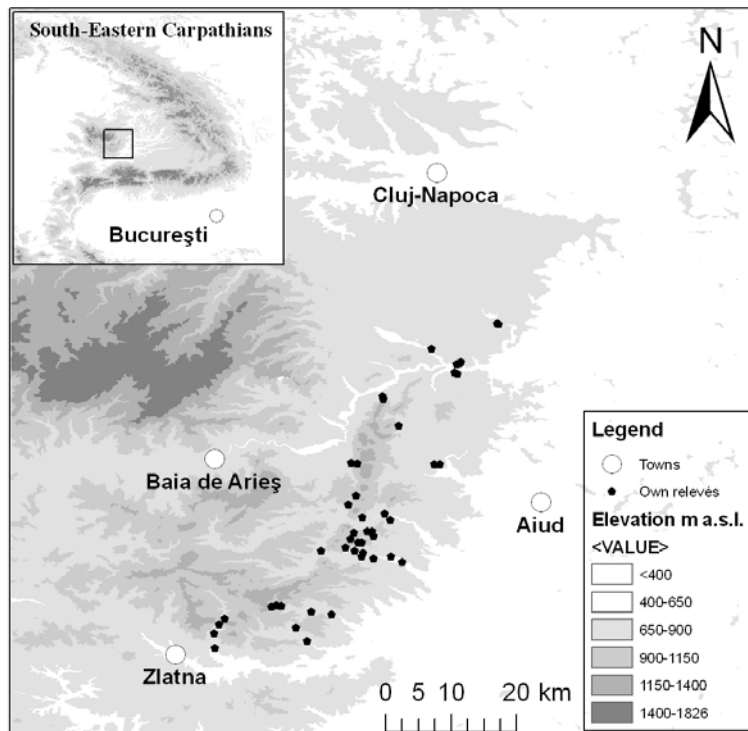 South-Eastern Carpathians
Bucureşti
N
Cluj-Napoca
Baia de Arieş
Aiud
Zlatna
0 5 10 20 km
Legend
Towns
Own relevés
Elevation m a.s.l.
<VALUE>
<400
400-650
650-900
900-1150
1150-1400
1400-1826